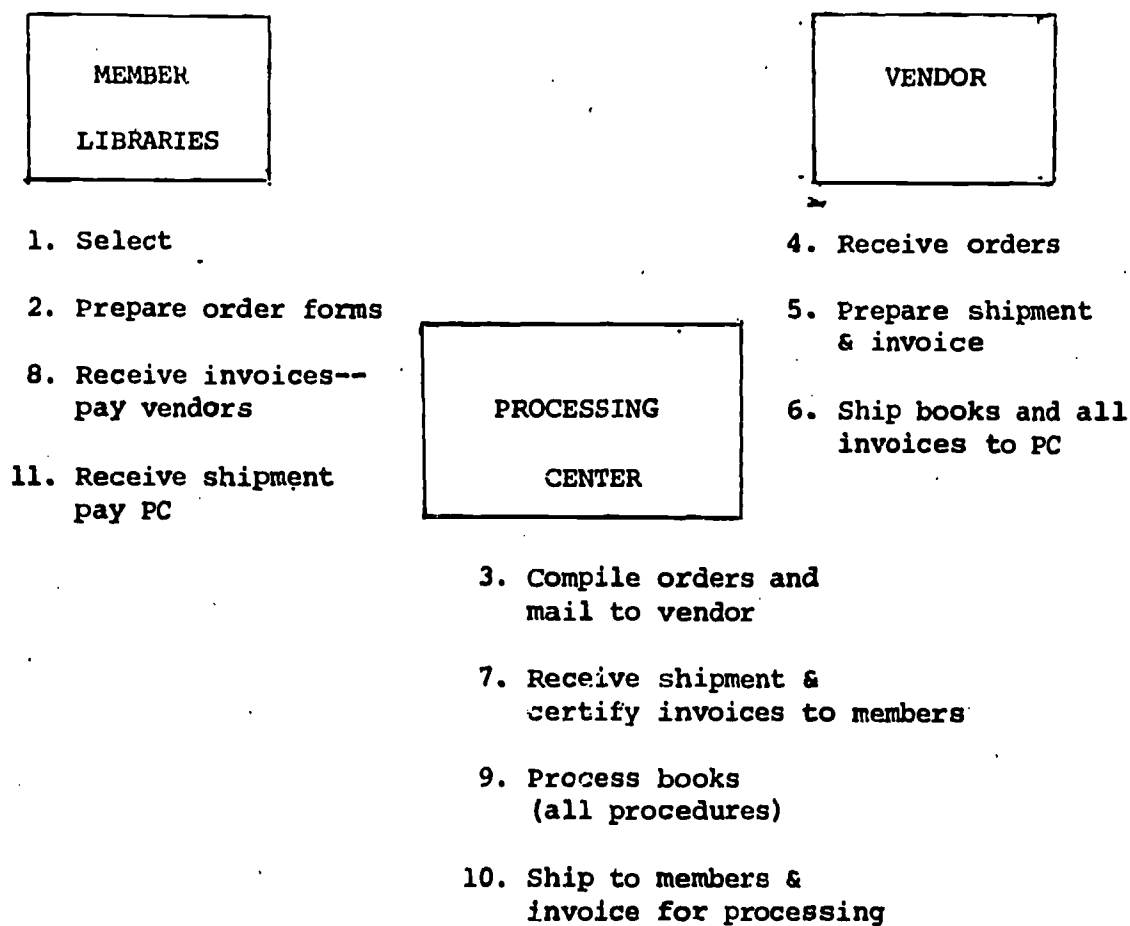 MEMBER
LIBRARIES
1. Select
2. Prepare order forms
8. Receive invoices--
pay vendors
11. Receive shipment
pay PC
VENDOR
4. Receive orders
5. Prepare shipment
& invoice
6. Ship books and all
invoices to PC
PROCESSING
CENTER
3. Compile orders and
mail to vendor
7. Receive shipment &
certify invoices to members
9. Process books
(all procedures)
10. Ship to members &
invoice for processing